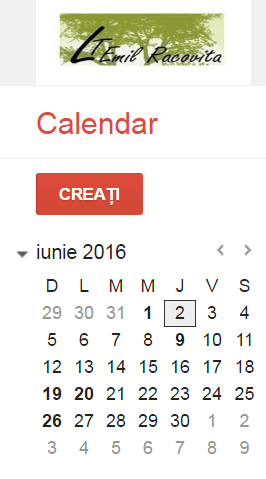 LT Emil Racovita
Calendar
CREAȚI
iunie 2016
D L M M J V S
29 30 31 1 2 3 4
5 6 7 8 9 10 11
12 13 14 15 16 17 18
19 20 21 22 23 24 25
26 27 28 29 30 1 2
3 4 5 6 7 8 9